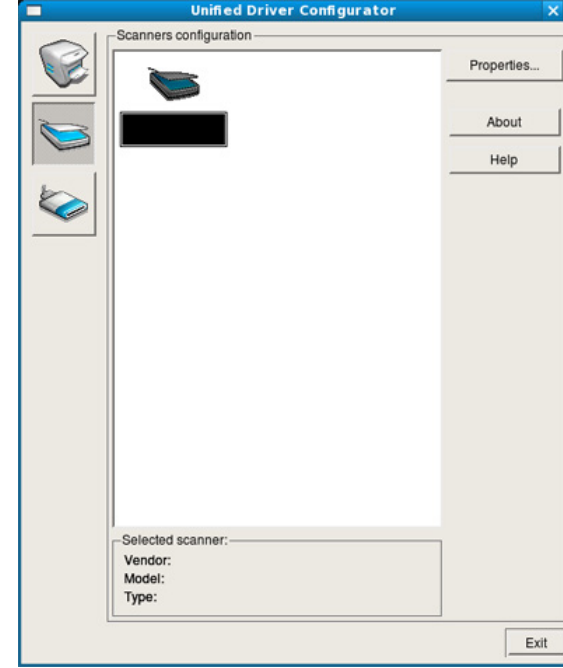 Unified Driver Configurator
Scanners configuration
Properties...
About
Help
Selected scanner:
Vendor:
Model:
Type:
Exit